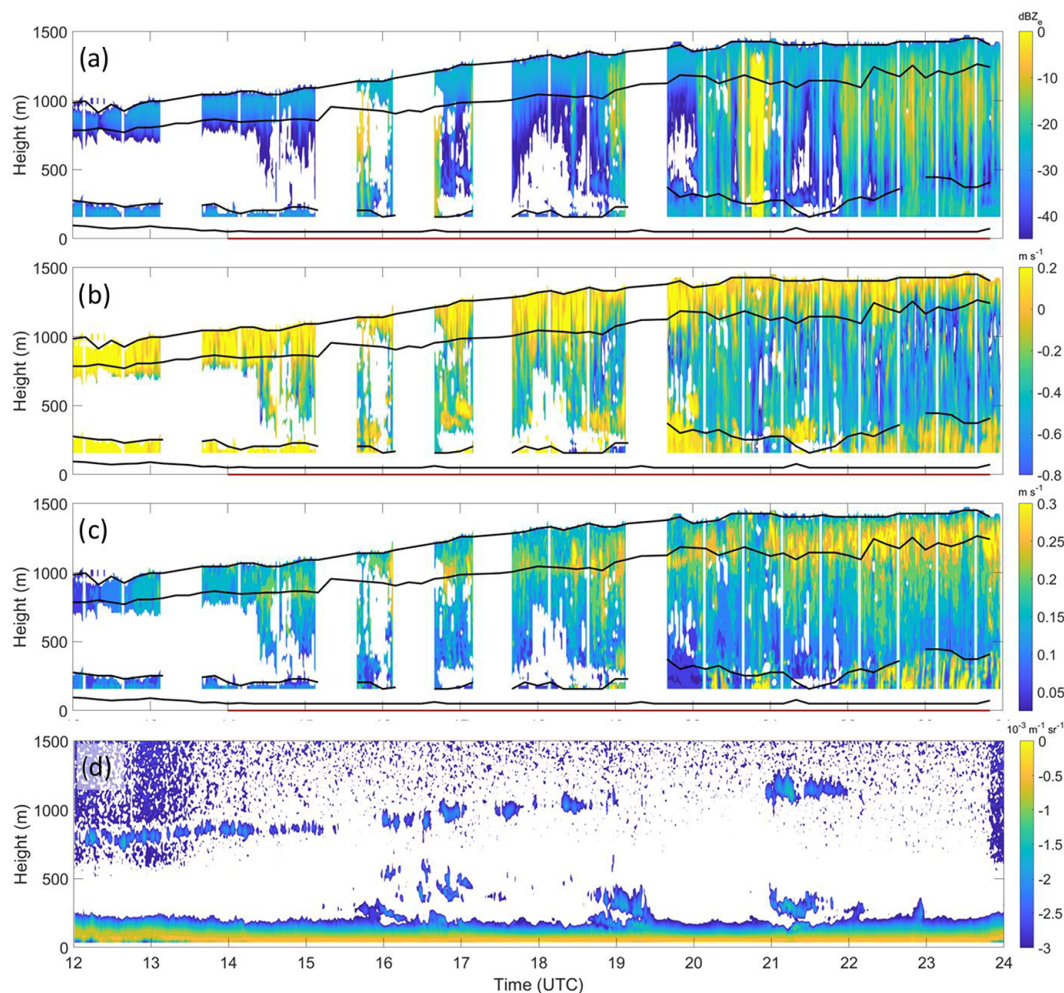 dBZe
(a)
Height (m)
1500
1000
500
0
0
-10
-20
-30
-40
m s-1
(b)
Height (m)
1500
1000
500
0
0.2
0
-0.2
-0.4
-0.6
-0.8
m s-1
(c)
Height (m)
1500
1000
500
0
0.3
0.25
0.2
0.15
0.1
0.05
10-3 m-1 sr-1
(d)
Height (m)
1500
1000
500
0
0
-0.5
-1
-1.5
-2
-2.5
-3
12 13 14 15 16 17 18 19 20 21 22 23 24
Time (UTC)